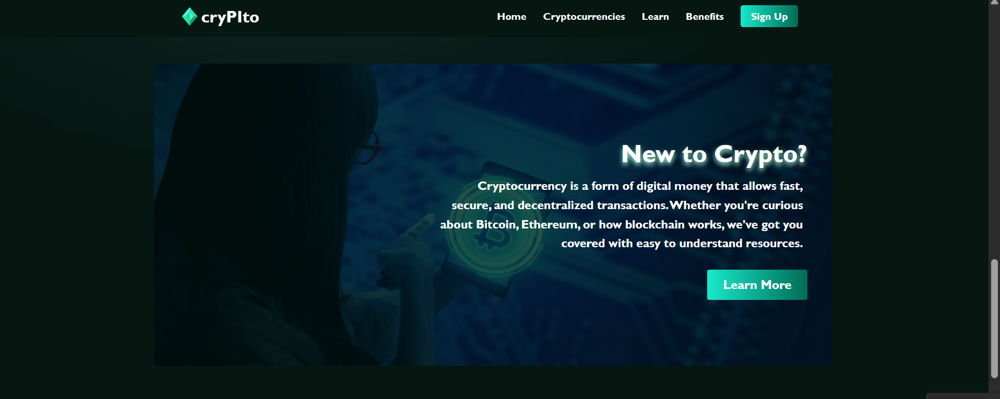 cryPIto
Home Cryptocurrencies Learn Benefits Sign Up
New to Crypto?
Cryptocurrency is a form of digital money that allows fast,
secure, and decentralized transactions. Whether you're curious
about Bitcoin, Ethereum, or how blockchain works, we've got you
covered with easy to understand resources.
Learn More